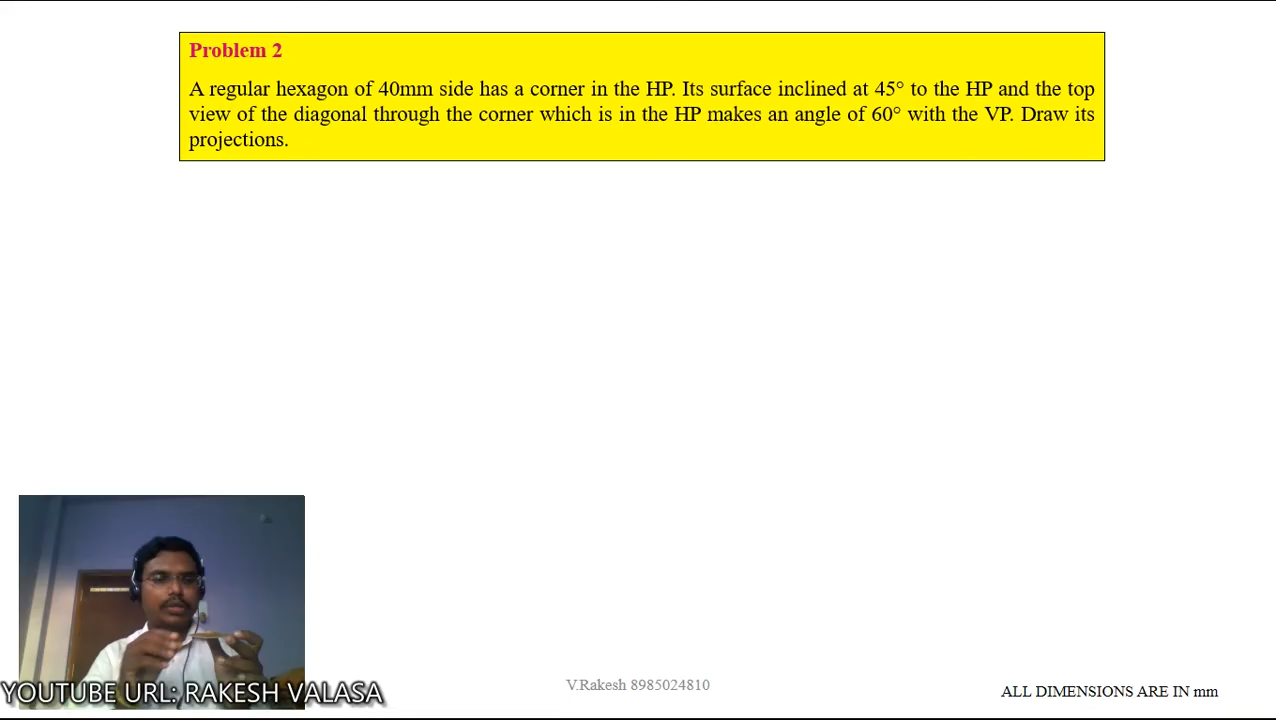 Problem 2
A regular hexagon of 40mm side has a corner in the HP. Its surface inclined at 45° to the HP and the top
view of the diagonal through the corner which is in the HP makes an angle of 60° with the VP. Draw its
projections.
YOUTUBE URL: RAKESH VALASA
V.Rakesh 8985024810
ALL DIMENSIONS ARE IN mm